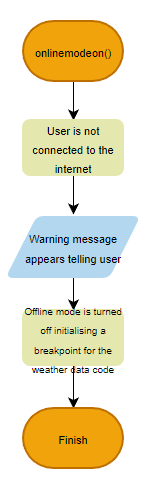 onlinemodeon()
User is not
connected to the
internet
Warning message
appears telling user
Offline mode is turned
off initialising a
breakpoint for the
weather data code
Finish